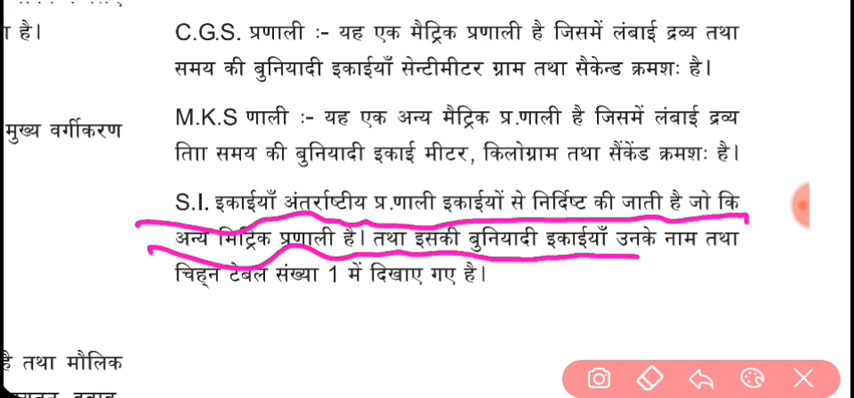 ा है।
C.G.S. प्रणाली :- यह एक मैट्रिक प्रणाली है जिसमें लंबाई द्रव्य तथा
समय की बुनियादी इकाईयाँ सेन्टीमीटर ग्राम तथा सैकेन्ड क्रमशः है।
मुख्य वर्गीकरण
M.K.S णाली :- यह एक अन्य मैट्रिक प्र.णाली है जिसमें लंबाई द्रव्य
तिाा समय की बुनियादी इकाई मीटर, किलोग्राम तथा सैंकेंड क्रमशः है।
S.I. इकाईयाँ अंतर्राष्टीय प्र.णाली इकाईयों से निर्दिष्ट की जाती है जो कि
अन्य मिट्रिक प्रणाली है। तथा इसकी बुनियादी इकाईयाँ उनके नाम तथा
चिह्न टेबल संख्या 1 में दिखाए गए है।
है तथा मौलिक